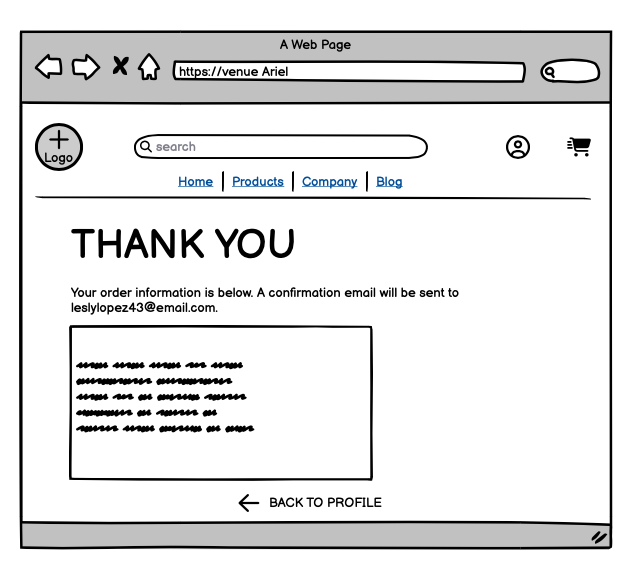 A Web Page
https://venue Ariel
Logo
search
Home Products Company Blog
THANK YOU
Your order information is below. A confirmation email will be sent to
leslylopez43@email.com.
BACK TO PROFILE